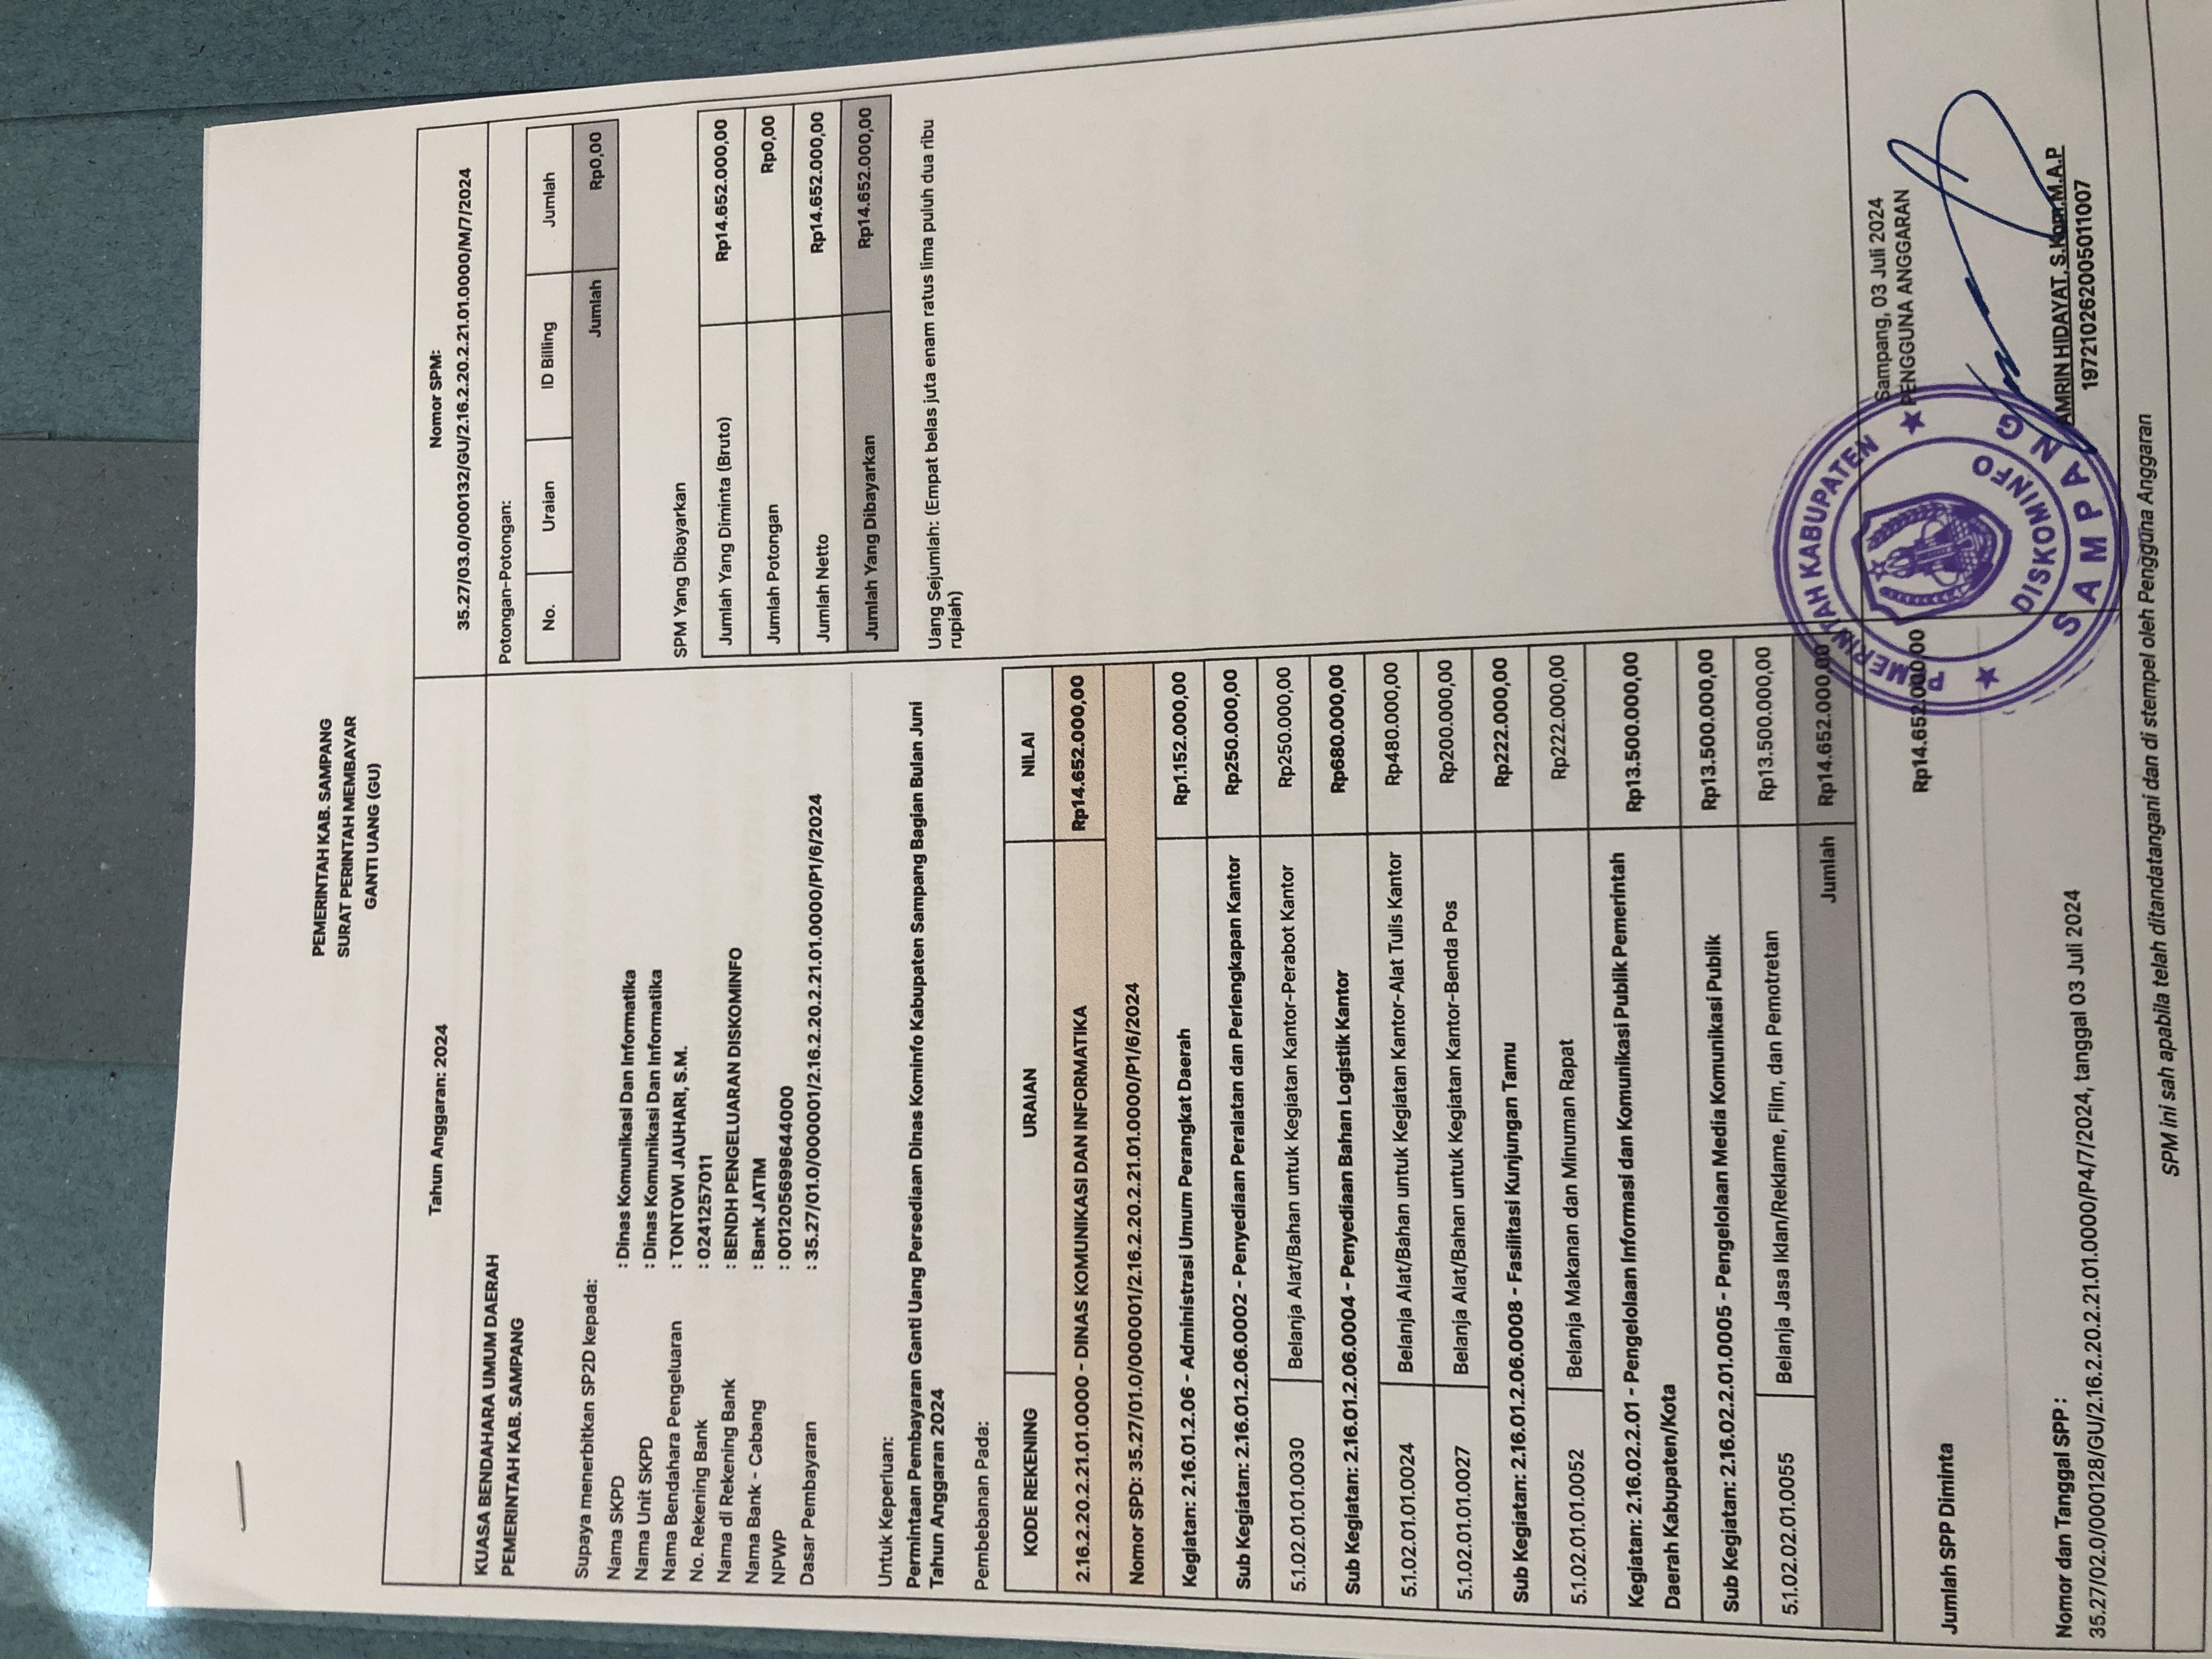 PEMERINTAH KAB. SAMPANG
SURAT PERINTAH MEMBAYAR
GANTI UANG (GU)
Tahun Anggaran: 2024
Nomor SPM:
35.27/03.0/000132/GU/2.16.2.20.2.21.01.0000/M/7/2024
KUASA BENDAHARA UMUM DAERAH
PEMERINTAH KAB. SAMPANG
Supaya menerbitkan SP2D kepada:
Nama SKPD : Dinas Komunikasi Dan Informatika
Nama Unit SKPD : Dinas Komunikasi Dan Informatika
Nama Bendahara Pengeluaran : TONTOWI JAUHARI, S.M.
No. Rekening Bank : 0241257011
Nama di Rekening Bank : BENDH PENGELUARAN DISKOMINFO
Nama Bank - Cabang : Bank JATIM
NPWP : 001205699644000
Dasar Pembayaran : 35.27/01.0/000001/2.16.2.20.2.21.01.0000/P1/6/2024
Untuk Keperluan:
Permintaan Pembayaran Ganti Uang Persediaan Dinas Kominfo Kabupaten Sampang Bagian Bulan Juni
Tahun Anggaran 2024
Pembebanan Pada:
KODE REKENING URAIAN NILAI
2.16.2.20.2.21.01.0000 - DINAS KOMUNIKASI DAN INFORMATIKA Rp14.652.000,00
Nomor SPD: 35.27/01.0/000001/2.16.2.20.2.21.01.0000/P1/6/2024
Kegiatan: 2.16.01.2.06 - Administrasi Umum Perangkat Daerah Rp1.152.000,00
Sub Kegiatan: 2.16.01.2.06.0002 - Penyediaan Peralatan dan Perlengkapan Kantor Rp250.000,00
5.1.02.01.01.0030 Belanja Alat/Bahan untuk Kegiatan Kantor-Perabot Kantor Rp250.000,00
Sub Kegiatan: 2.16.01.2.06.0004 - Penyediaan Bahan Logistik Kantor Rp680.000,00
5.1.02.01.01.0024 Belanja Alat/Bahan untuk Kegiatan Kantor-Alat Tulis Kantor Rp480.000,00
5.1.02.01.01.0027 Belanja Alat/Bahan untuk Kegiatan Kantor-Benda Pos Rp200.000,00
Sub Kegiatan: 2.16.01.2.06.0008 - Fasilitasi Kunjungan Tamu Rp222.000,00
5.1.02.01.01.0052 Belanja Makanan dan Minuman Rapat Rp222.000,00
Kegiatan: 2.16.02.2.01 - Pengelolaan Informasi dan Komunikasi Publik Pemerintah
Daerah Kabupaten/Kota Rp13.500.000,00
Sub Kegiatan: 2.16.02.2.01.0005 - Pengelolaan Media Komunikasi Publik Rp13.500.000,00
5.1.02.02.01.0055 Belanja Jasa Iklan/Reklame, Film, dan Pemotretan Rp13.500.000,00
Jumlah Rp14.652.000,00
Potongan-Potongan:
No. Uraian ID Billing Jumlah
Jumlah Rp0,00
SPM Yang Dibayarkan
Jumlah Yang Diminta (Bruto) Rp14.652.000,00
Jumlah Potongan Rp0,00
Jumlah Netto Rp14.652.000,00
Jumlah Yang Dibayarkan Rp14.652.000,00
Uang Sejumlah: (Empat belas juta enam ratus lima puluh dua ribu
rupiah)
Jumlah SPP Diminta Rp14.652.000,00
Nomor dan Tanggal SPP :
35.27/02.0/000128/GU/2.16.2.20.2.21.01.0000/P4/7/2024, tanggal 03 Juli 2024
Sampang, 03 Juli 2024
PENGGUNA ANGGARAN
PEMERINTAH KABUPATEN
DISKOMINFO
SAMPANG
AMRIN HIDAYAT, S.Kom,M.A.P
197210262005011007
SPM ini sah apabila telah ditandatangani dan di stempel oleh Pengguna Anggaran